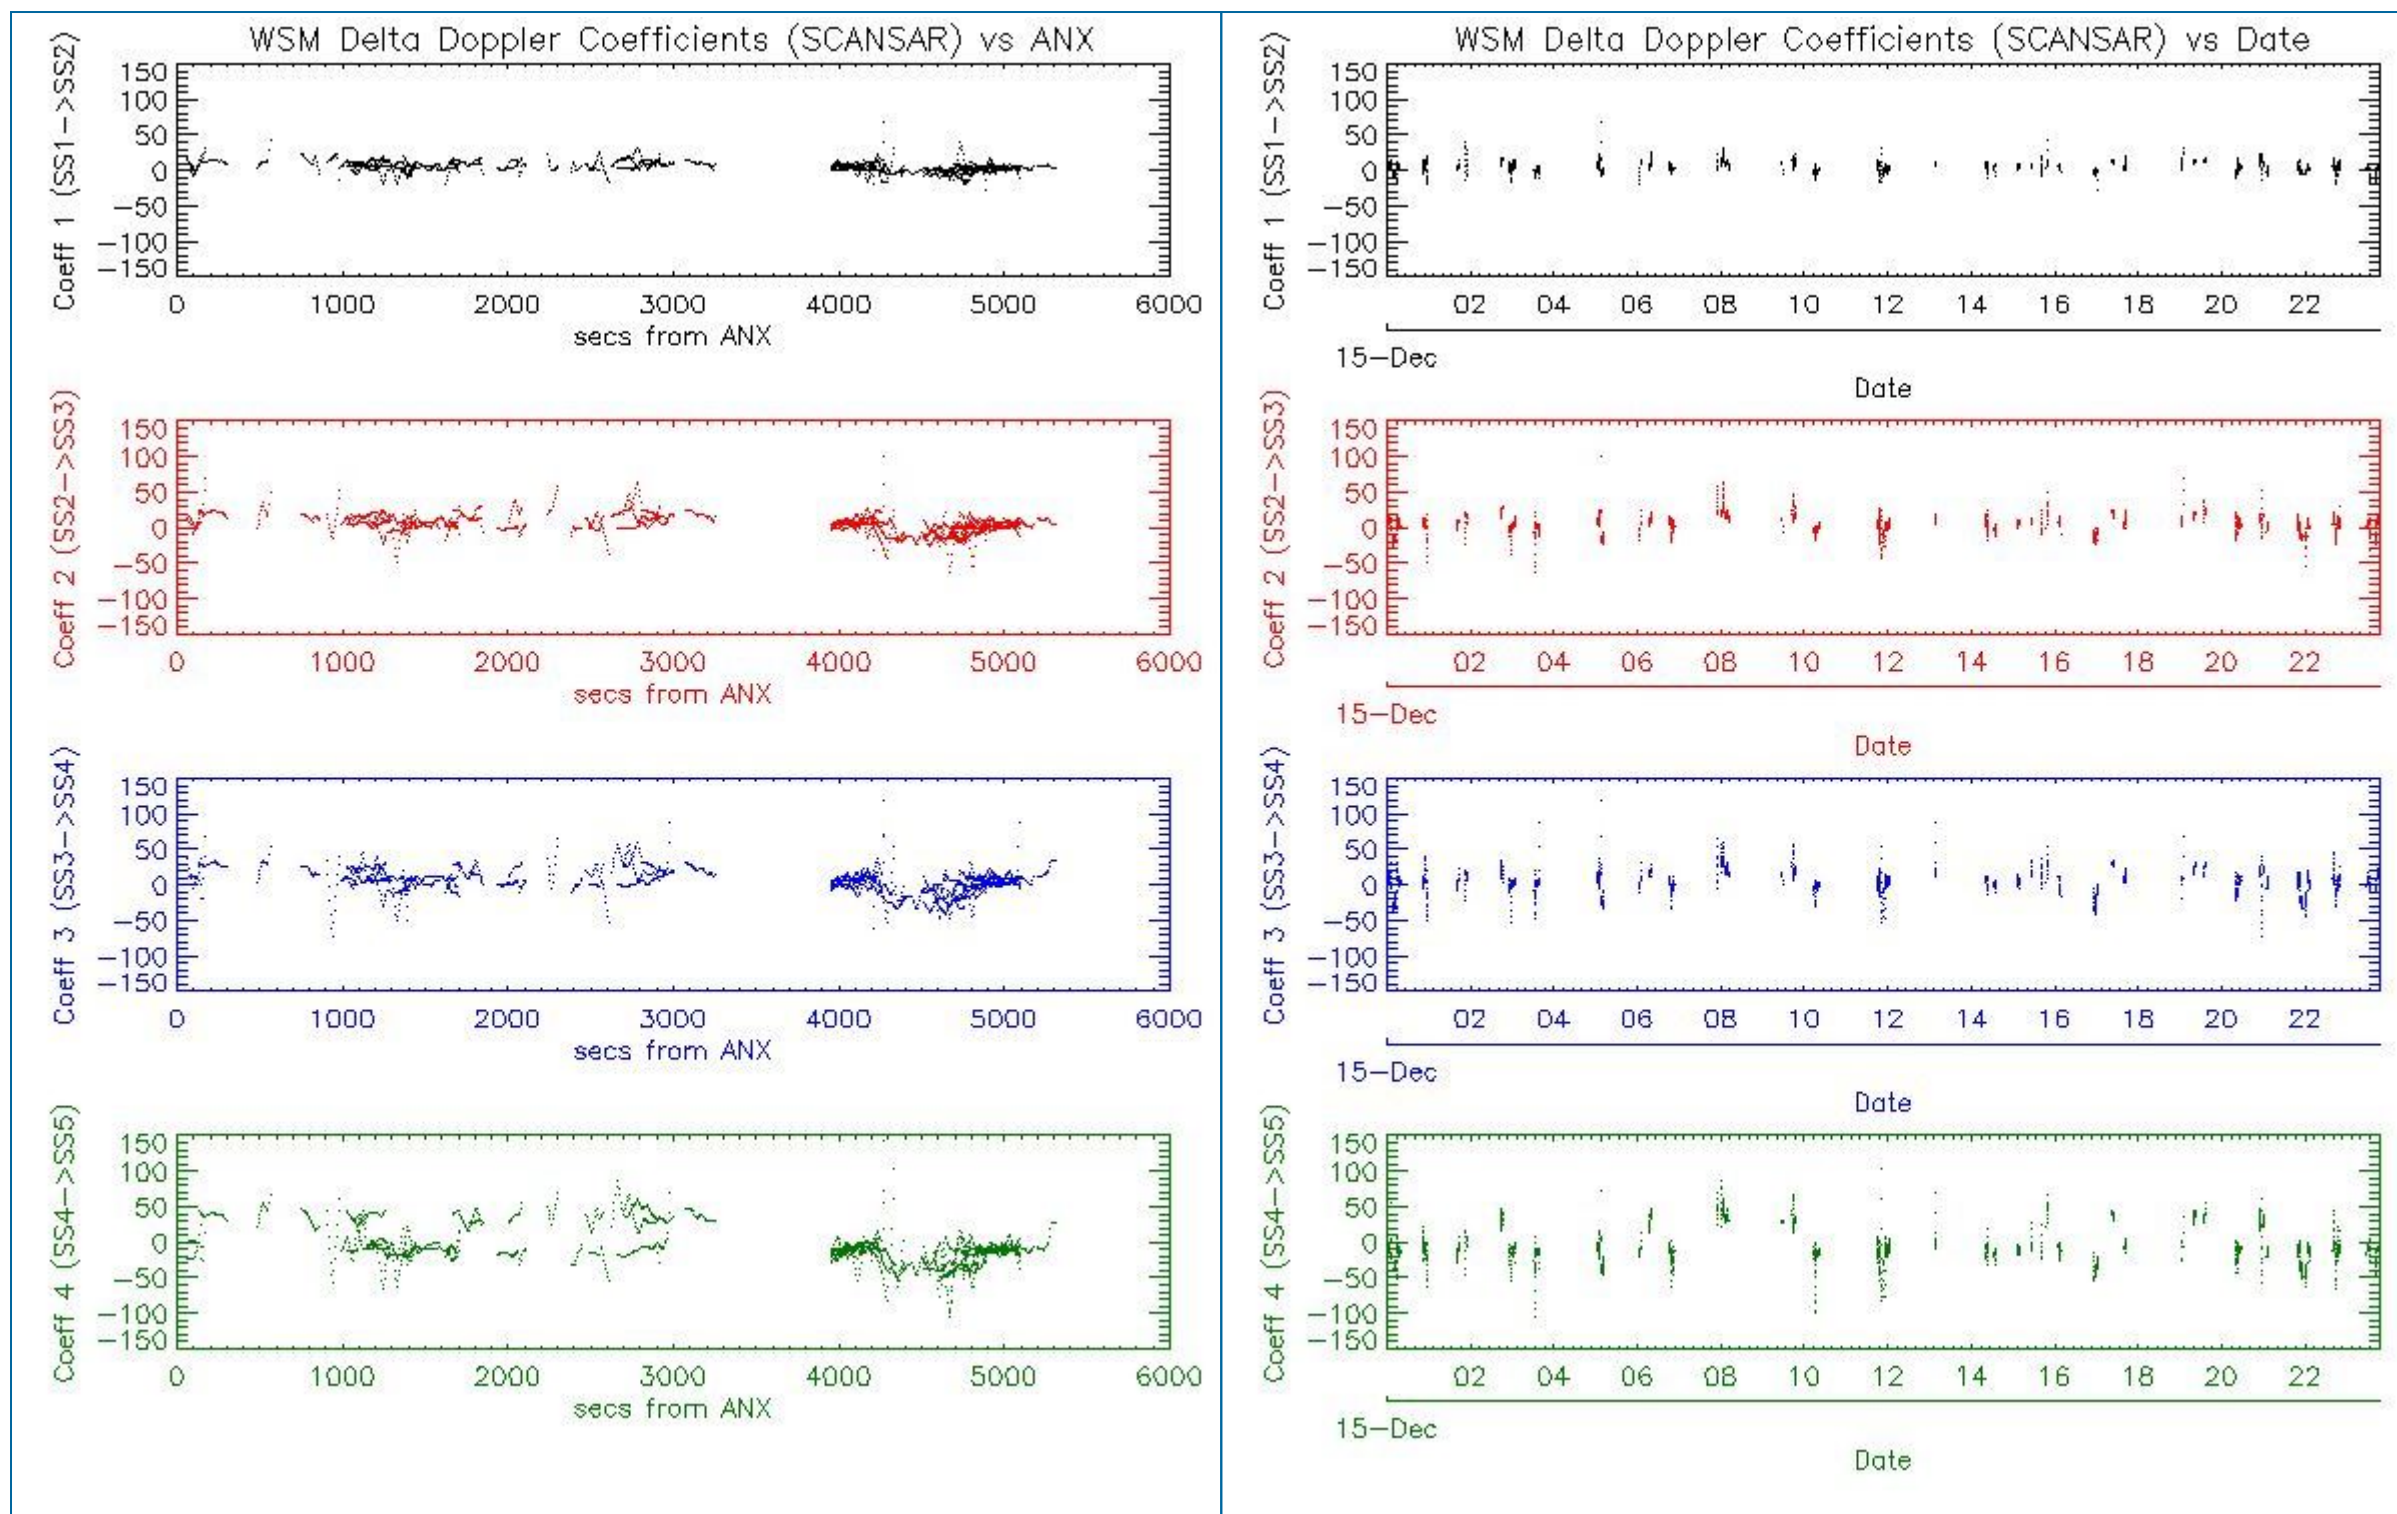 WSM Delta Doppler Coefficients (SCANSAR) vs ANX
Coeff 1 (SS1->SS2)
150
100
50
0
-50
-100
-150
0 1000 2000 3000 4000 5000 6000
secs from ANX
Coeff 2 (SS2->SS3)
150
100
50
0
-50
-100
-150
0 1000 2000 3000 4000 5000 6000
secs from ANX
Coeff 3 (SS3->SS4)
150
100
50
0
-50
-100
-150
0 1000 2000 3000 4000 5000 6000
secs from ANX
Coeff 4 (SS4->SS5)
150
100
50
0
-50
-100
-150
0 1000 2000 3000 4000 5000 6000
secs from ANX
WSM Delta Doppler Coefficients (SCANSAR) vs Date
Coeff 1 (SS1->SS2)
150
100
50
0
-50
-100
-150
02 04 06 08 10 12 14 16 18 20 22
15-Dec
Date
Coeff 2 (SS2->SS3)
150
100
50
0
-50
-100
-150
02 04 06 08 10 12 14 16 18 20 22
15-Dec
Date
Coeff 3 (SS3->SS4)
150
100
50
0
-50
-100
-150
02 04 06 08 10 12 14 16 18 20 22
15-Dec
Date
Coeff 4 (SS4->SS5)
150
100
50
0
-50
-100
-150
02 04 06 08 10 12 14 16 18 20 22
15-Dec
Date